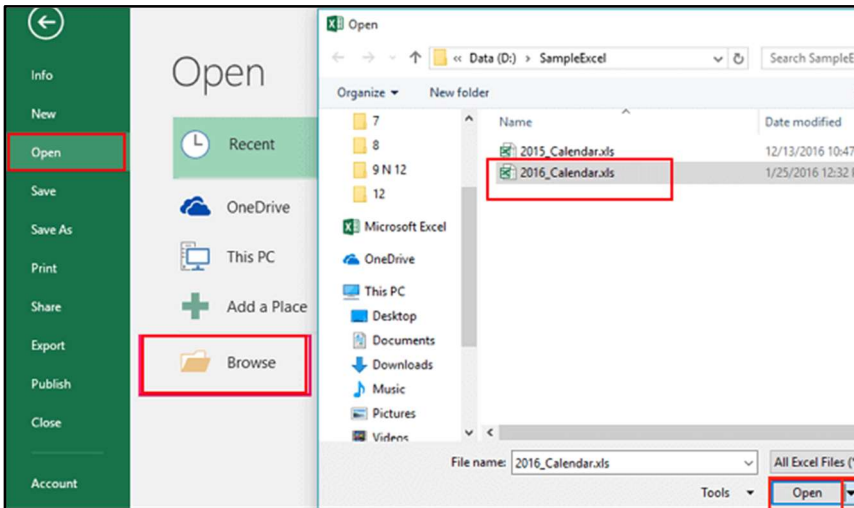 Info
New
Open
Save
Save As
Print
Share
Export
Publish
Close
Account
Open
Recent
OneDrive
This PC
Add a Place
Browse
Open
« Data (D:) > SampleExcel
Search SampleE
Organize
New folder
7
8
9 N 12
12
Microsoft Excel
OneDrive
This PC
Desktop
Documents
Downloads
Music
Pictures
Videos
Name
Date modified
2015_Calendar.xls
12/13/2016 10:47
2016_Calendar.xls
1/25/2016 12:32
File name:
2016_Calendar.xls
All Excel Files (
Tools
Open